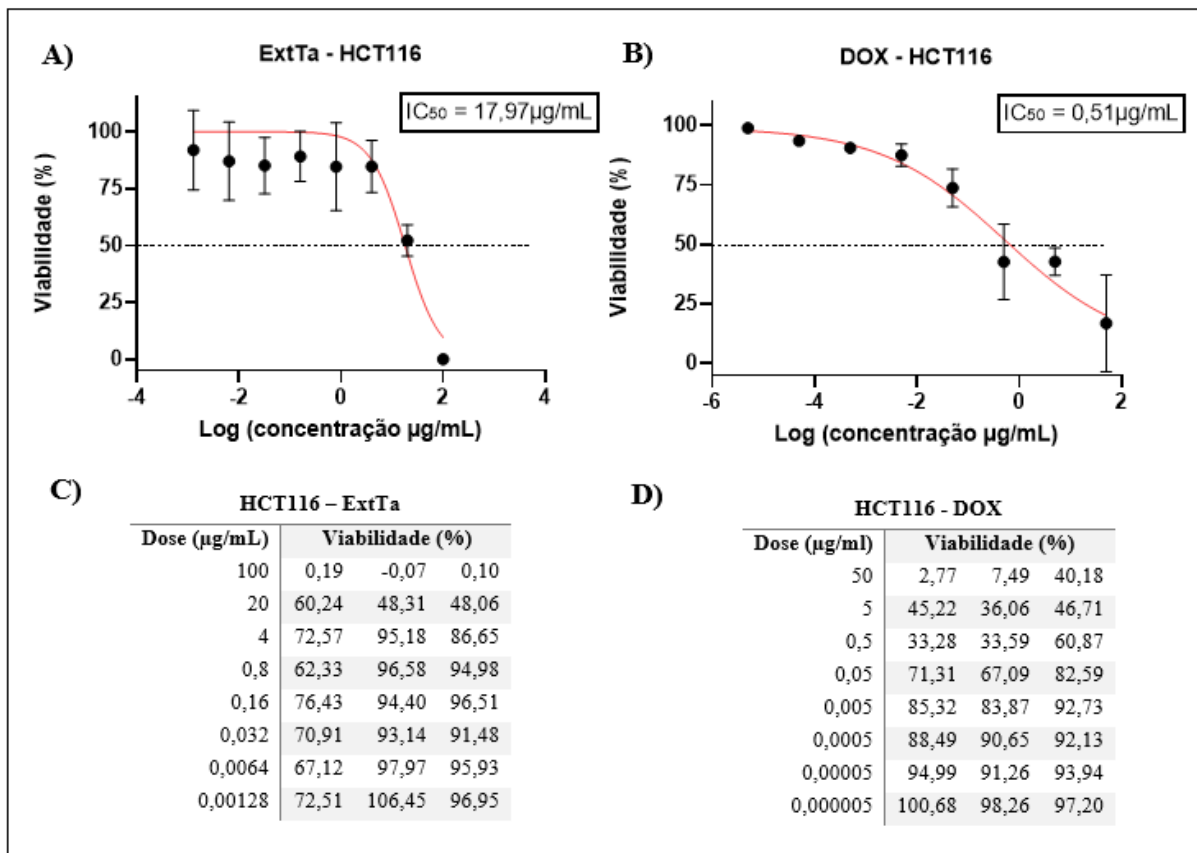 A)
ExtTa - HCT116
IC₅₀ = 17,97µg/mL
Viabilidade (%)
100
75
50
25
0
-4
-2
0
2
4
Log (concentração µg/mL)
B)
DOX - HCT116
IC₅₀ = 0,51µg/mL
Viabilidade (%)
100
75
50
25
0
-6
-4
-2
0
2
Log (concentração µg/mL)
C)
HCT116 – ExtTa
Dose (µg/mL) Viabilidade (%)
100 0,19 -0,07 0,10
20 60,24 48,31 48,06
4 72,57 95,18 86,65
0,8 62,33 96,58 94,98
0,16 76,43 94,40 96,51
0,032 70,91 93,14 91,48
0,0064 67,12 97,97 95,93
0,00128 72,51 106,45 96,95
D)
HCT116 - DOX
Dose (µg/ml) Viabilidade (%)
50 2,77 7,49 40,18
5 45,22 36,06 46,71
0,5 33,28 33,59 60,87
0,05 71,31 67,09 82,59
0,005 85,32 83,87 92,73
0,0005 88,49 90,65 92,13
0,00005 94,99 91,26 93,94
0,000005 100,68 98,26 97,20